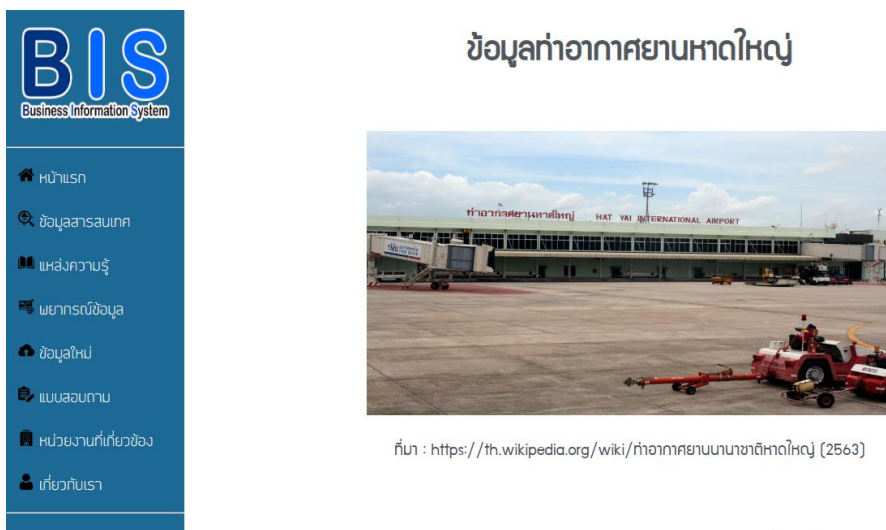 BIS
Business Information System
หน้าแรก
ข้อมูลสารสนเทศ
แหล่งความรู้
พยากรณ์ข้อมูล
ข้อมูลใหม่
แบบสอบถาม
หน่วยงานที่เกี่ยวข้อง
เกี่ยวกับเรา
ข้อมูลท่าอากาศยานหาดใหญ่
ท่าอากาศยานหาดใหญ่ HAT YAI INTERNATIONAL AIRPORT
ที่มา : https://th.wikipedia.org/wiki/ท่าอากาศยานนานาชาติหาดใหญ่ (2563)